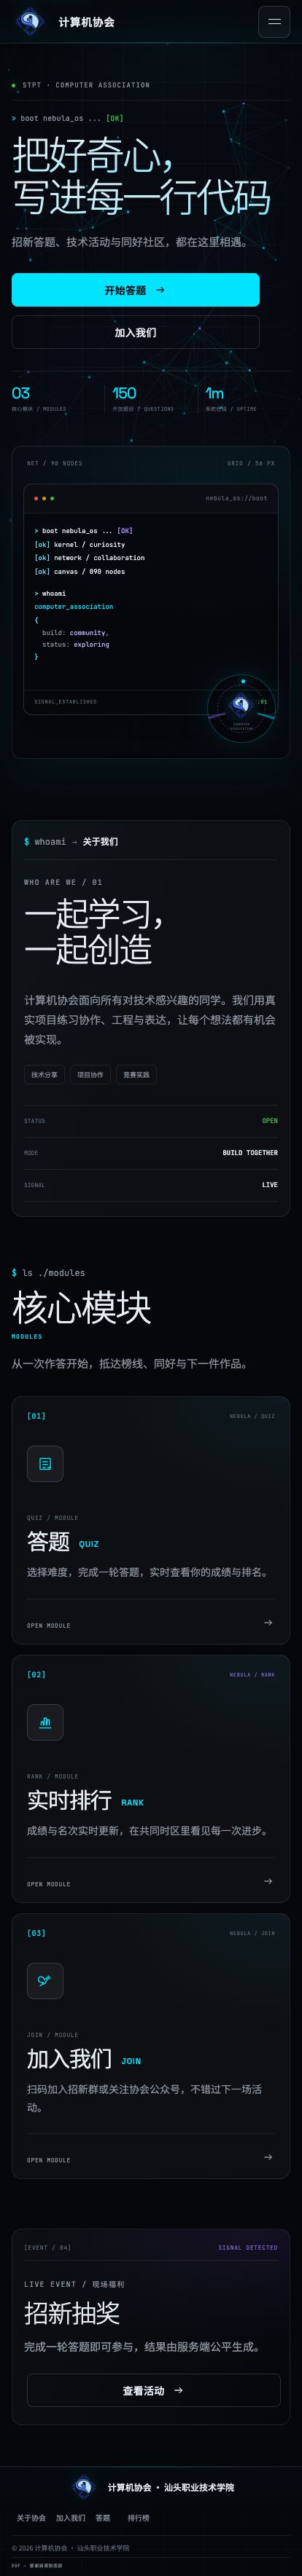 计算机协会
STPT · COMPUTER ASSOCIATION
> boot nebula_os ... [OK]
把好奇心，
写进每一行代码
招新答题、技术活动与同好社区，都在这里相遇。
开始答题 →
加入我们
03 150 1m
核心模块 / MODULES 开放题目 / QUESTIONS 系统在线 / UPTIME
NET / 90 NODES GRID / 56 PX
nebula_os://boot
> boot nebula_os ... [OK]
[ok] kernel / curiosity
[ok] network / collaboration
[ok] canvas / 090 nodes
> whoami
computer_association
{
build: community,
status: exploring
}
SIGNAL_ESTABLISHED
$ whoami → 关于我们
WHO ARE WE / 01
一起学习，
一起创造
计算机协会面向所有对技术感兴趣的同学。我们用真
实项目练习协作、工程与表达，让每个想法都有机会
被实现。
技术分享 项目协作 竞赛实践
STATUS OPEN
MODE BUILD TOGETHER
SIGNAL LIVE
$ ls ./modules
核心模块
MODULES
从一次作答开始，抵达榜线、同好与下一件作品。
[01] NEBULA / QUIZ
QUIZ / MODULE
答题 QUIZ
选择难度，完成一轮答题，实时查看你的成绩与排名。
OPEN MODULE →
[02] NEBULA / RANK
RANK / MODULE
实时排行 RANK
成绩与名次实时更新，在共同时区里看见每一次进步。
OPEN MODULE →
[03] NEBULA / JOIN
JOIN / MODULE
加入我们 JOIN
扫码加入招新群或关注协会公众号，不错过下一场活
动。
OPEN MODULE →
[EVENT / 04] SIGNAL DETECTED
LIVE EVENT / 现场福利
招新抽奖
完成一轮答题即可参与，结果由服务端公平生成。
查看活动 →
计算机协会 · 汕头职业技术学院
关于协会 加入我们 答题 排行榜
© 2026 计算机协会 · 汕头职业技术学院